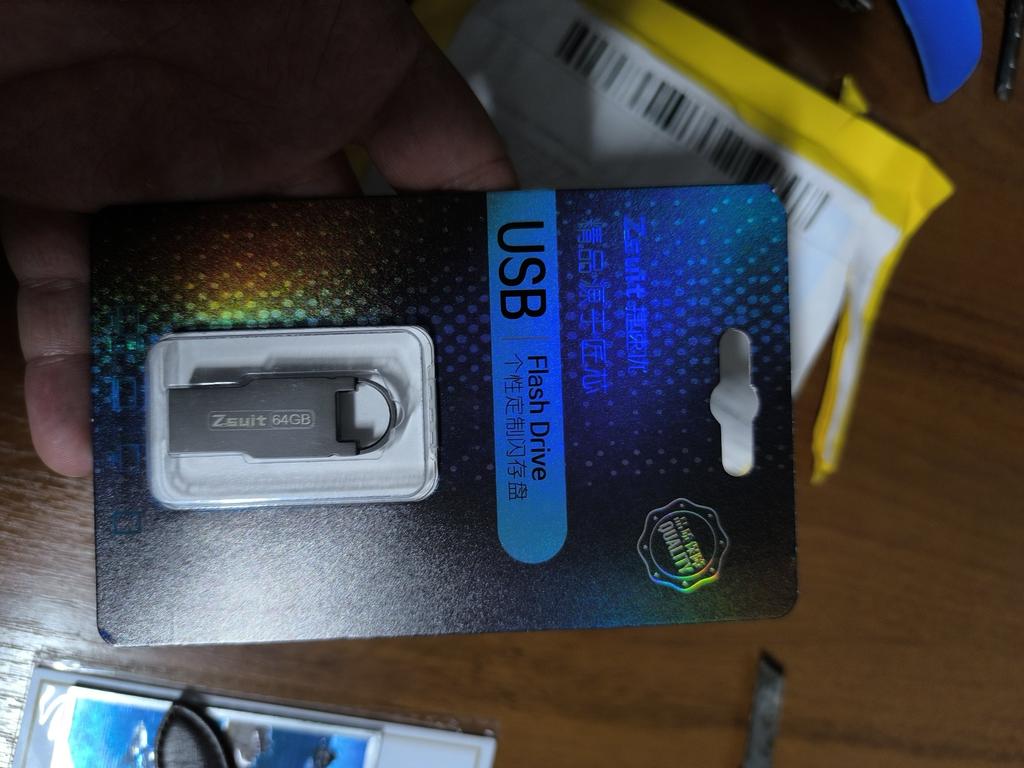 Zsuit
USB
Flash Drive
个性定制闪存盘
Zsuit 64GB
QUALITY